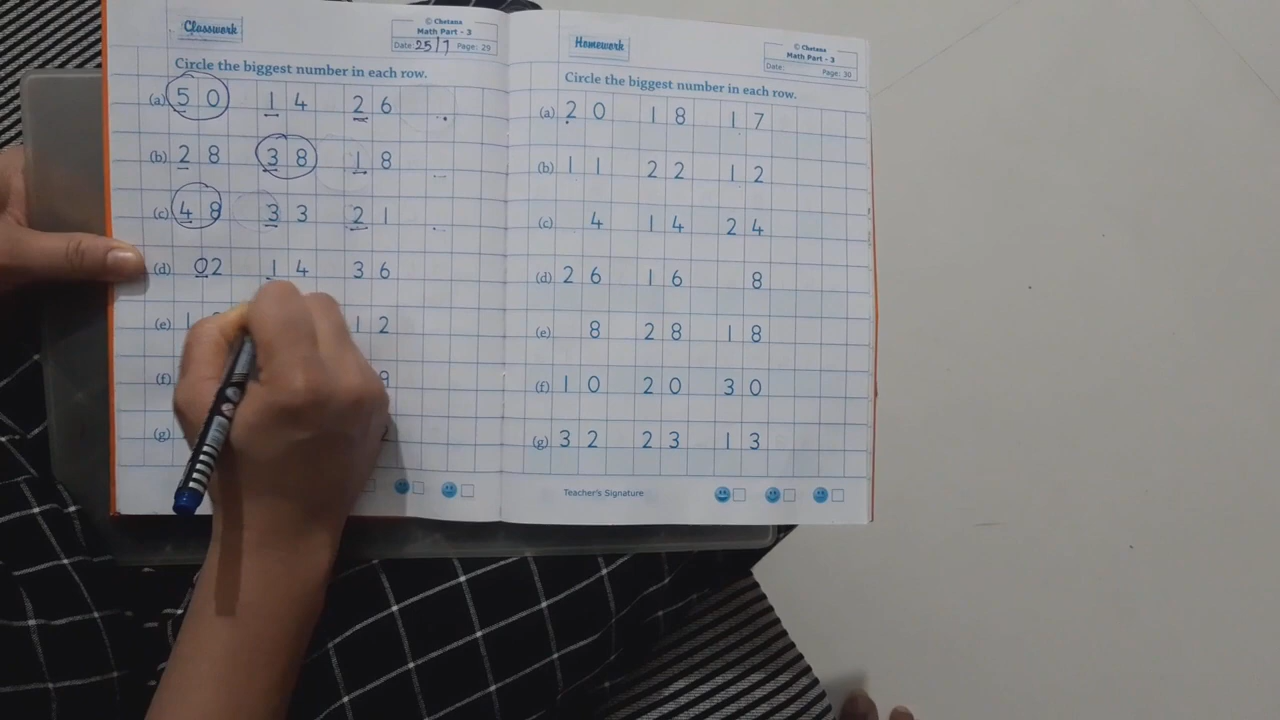 Classwork
© Chetana
Math Part - 3
Date: 25/7 Page: 29
Circle the biggest number in each row.
(a) 50 14 26
(b) 28 38 18
(c) 48 33 21
(d) 02 14 36
(e) 1 12
(f) 9
(g)
Homework
© Chetana
Math Part - 3
Date: Page: 30
Circle the biggest number in each row.
(a) 20 18 17
(b) 11 22 12
(c) 4 14 24
(d) 26 16 8
(e) 8 28 18
(f) 10 20 30
(g) 32 23 13
Teacher's Signature